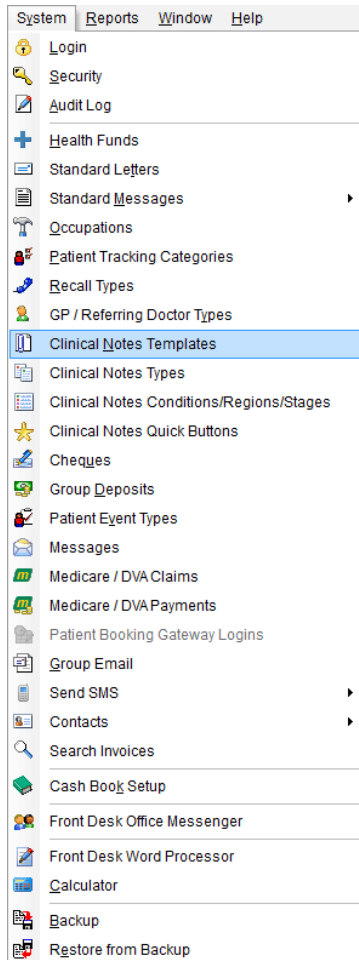 System Reports Window Help
Login
Security
Audit Log
Health Funds
Standard Letters
Standard Messages
Occupations
Patient Tracking Categories
Recall Types
GP / Referring Doctor Types
Clinical Notes Templates
Clinical Notes Types
Clinical Notes Conditions/Regions/Stages
Clinical Notes Quick Buttons
Cheques
Group Deposits
Patient Event Types
Messages
Medicare / DVA Claims
Medicare / DVA Payments
Patient Booking Gateway Logins
Group Email
Send SMS
Contacts
Search Invoices
Cash Book Setup
Front Desk Office Messenger
Front Desk Word Processor
Calculator
Backup
Restore from Backup